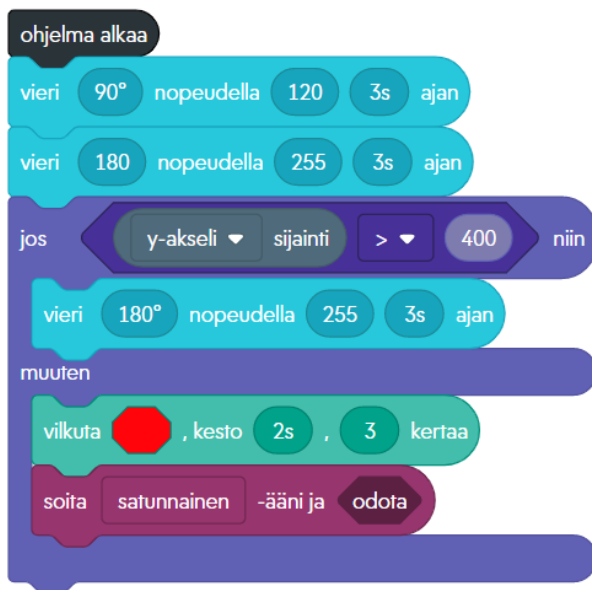 ohjelma alkaa
vieri 90° nopeudella 120 3s ajan
vieri 180 nopeudella 255 3s ajan
jos y-akseli sijainti > 400 niin
vieri 180° nopeudella 255 3s ajan
muuten
vilkuta , kesto 2s , 3 kertaa
soita satunnainen -ääni ja odota